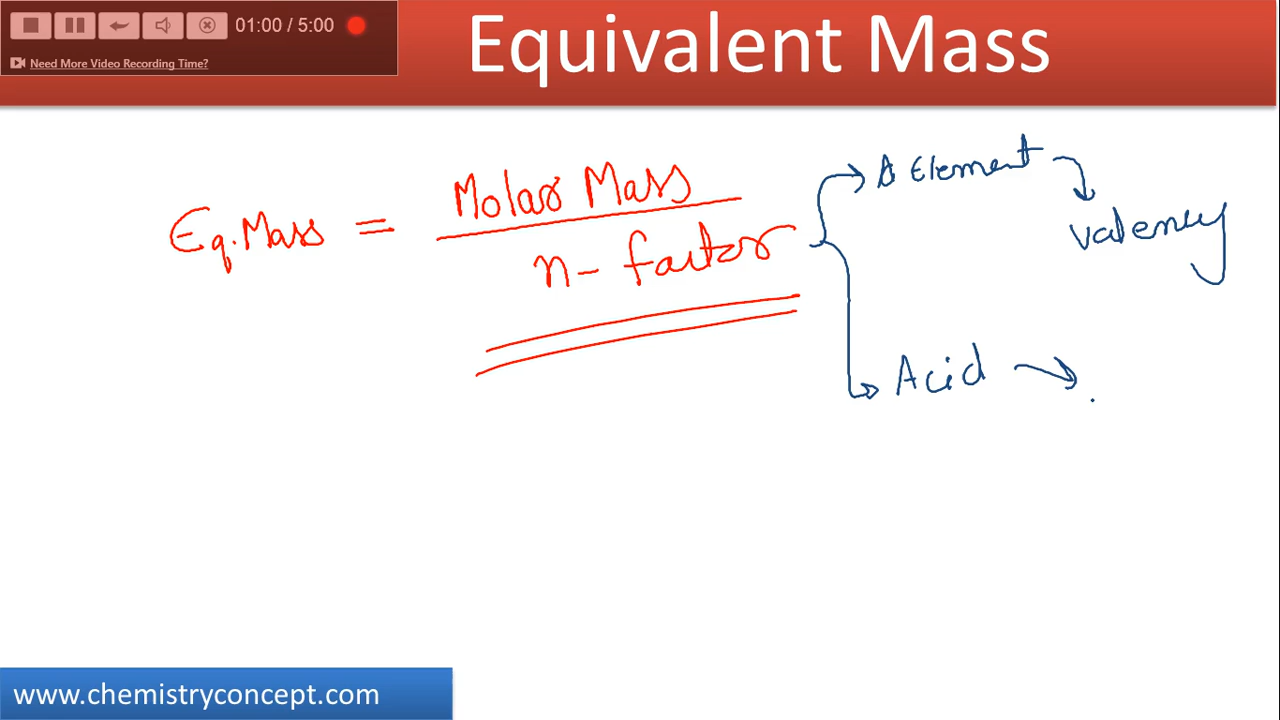 01:00 / 5:00
Need More Video Recording Time?
Equivalent Mass
Eq. Mass = Molar Mass
n - factor
Element
valency
Acid
www.chemistryconcept.com